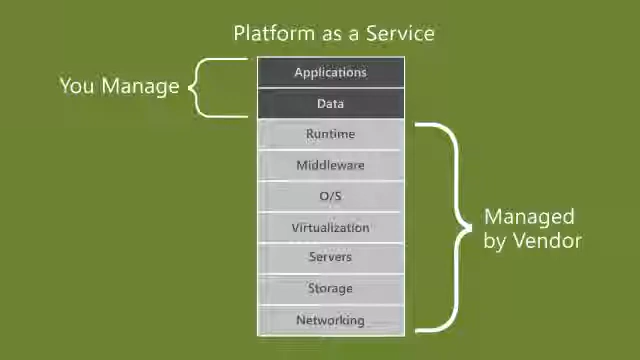 Platform as a Service
You Manage
Applications
Data
Runtime
Middleware
O/S
Virtualization
Servers
Storage
Networking
Managed
by Vendor